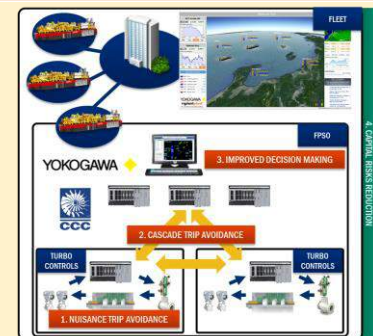 FLEET
YOKOGAWA
FPSO
YOKOGAWA
3. IMPROVED DECISION MAKING
CCC
2. CASCADE TRIP AVOIDANCE
TURBO
CONTROLS
TURBO
CONTROLS
1. NUISANCE TRIP AVOIDANCE
4. CAPITAL RISKS REDUCTION